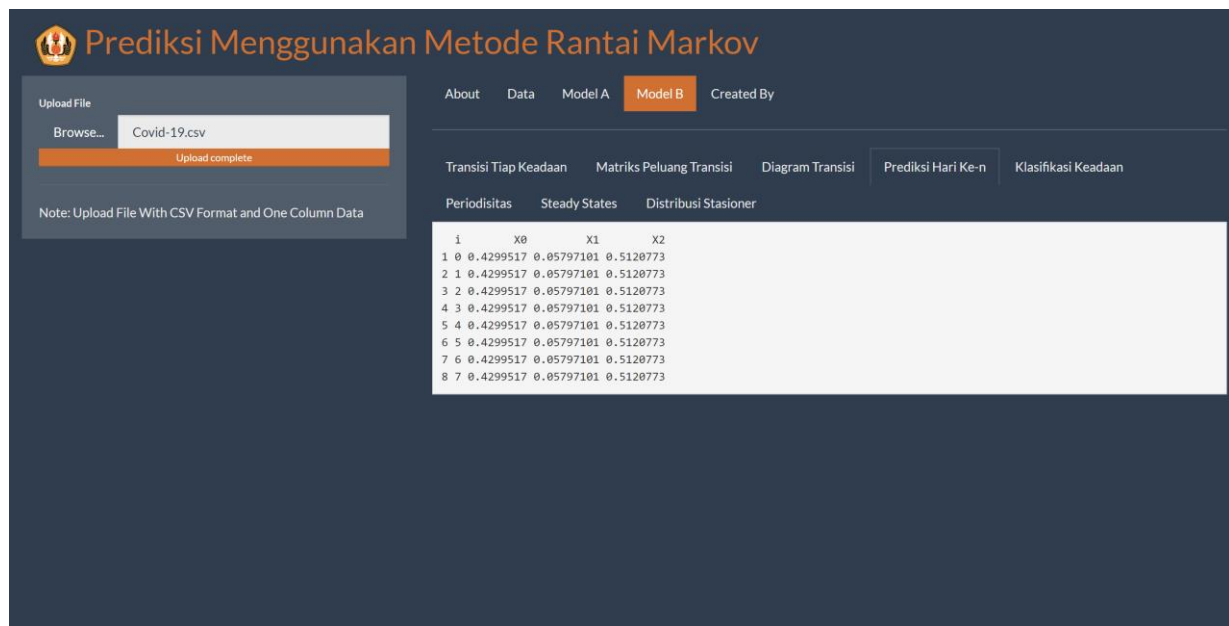 Prediksi Menggunakan Metode Rantai Markov
Upload File
Browse... Covid-19.csv
Upload complete
Note: Upload File With CSV Format and One Column Data
About Data Model A Model B Created By
Transisi Tiap Keadaan Matriks Peluang Transisi Diagram Transisi Prediksi Hari Ke-n Klasifikasi Keadaan
Periodisitas Steady States Distribusi Stasioner
i X0 X1 X2
1 0 0.4299517 0.05797101 0.5120773
2 1 0.4299517 0.05797101 0.5120773
3 2 0.4299517 0.05797101 0.5120773
4 3 0.4299517 0.05797101 0.5120773
5 4 0.4299517 0.05797101 0.5120773
6 5 0.4299517 0.05797101 0.5120773
7 6 0.4299517 0.05797101 0.5120773
8 7 0.4299517 0.05797101 0.5120773